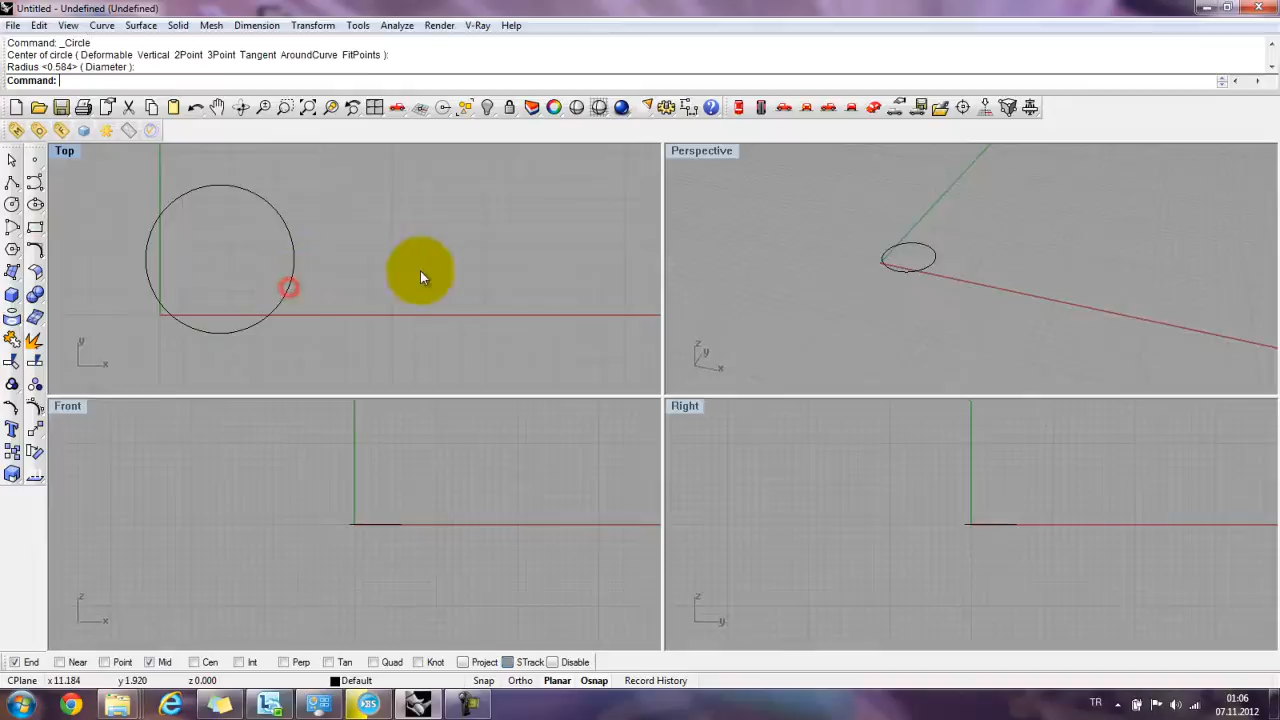 Untitled - Undefined (Undefined)
File Edit View Curve Surface Solid Mesh Dimension Transform Tools Analyze Render V-Ray Help
Command: _Circle
Center of circle ( Deformable Vertical 2Point 3Point Tangent AroundCurve FitPoints ):
Radius <0.584> ( Diameter ):
Command:
Top
Perspective
y
x
z
y
x
Front
Right
z
x
z
y
End Near Point Mid Cen Int Perp Tan Quad Knot Project STrack Disable
CPlane x 11.184 y 1.920 z 0.000 Default Snap Ortho Planar Osnap Record History
KBS
TR
01:06
07.11.2012